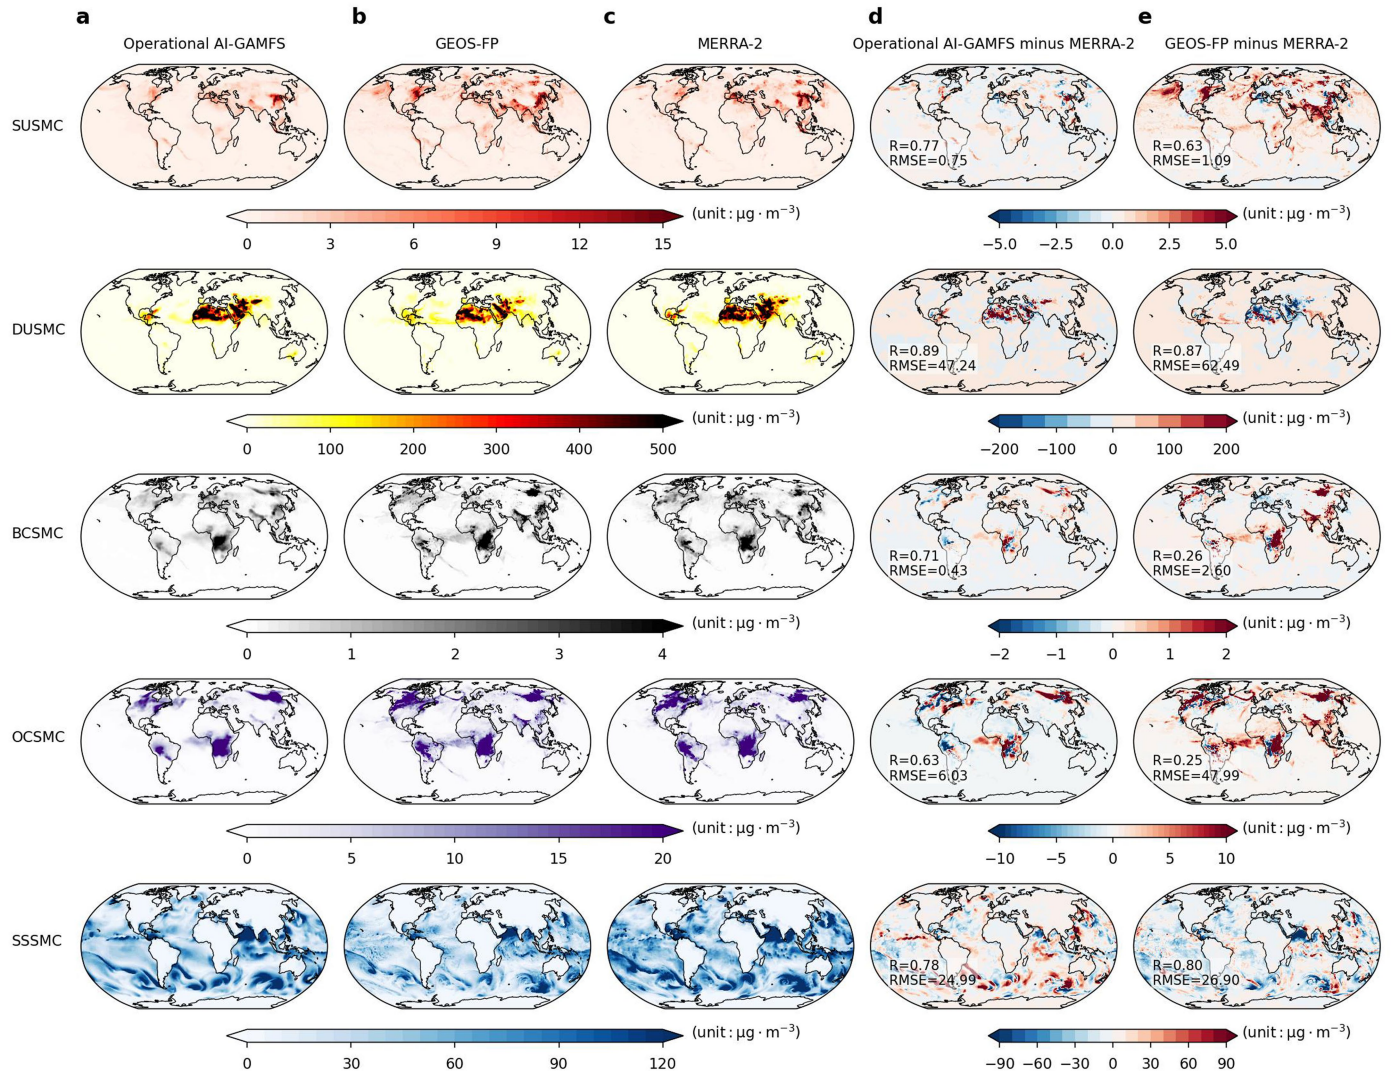 a b c d e
Operational AI-GAMFS GEOS-FP MERRA-2 Operational AI-GAMFS minus MERRA-2 GEOS-FP minus MERRA-2
SUSMC
R=0.77
RMSE=0.75
R=0.63
RMSE=1.09
0 3 6 9 12 15 (unit: μg · m⁻³)
−5.0 −2.5 0.0 2.5 5.0 (unit: μg · m⁻³)
DUSMC
R=0.89
RMSE=47.24
R=0.87
RMSE=62.49
0 100 200 300 400 500 (unit: μg · m⁻³)
−200 −100 0 100 200 (unit: μg · m⁻³)
BCSMC
R=0.71
RMSE=0.43
R=0.26
RMSE=2.60
0 1 2 3 4 (unit: μg · m⁻³)
−2 −1 0 1 2 (unit: μg · m⁻³)
OCSMC
R=0.63
RMSE=6.03
R=0.25
RMSE=47.99
0 5 10 15 20 (unit: μg · m⁻³)
−10 −5 0 5 10 (unit: μg · m⁻³)
SSSMC
R=0.78
RMSE=24.99
R=0.80
RMSE=26.90
0 30 60 90 120 (unit: μg · m⁻³)
−90 −60 −30 0 30 60 90 (unit: μg · m⁻³)